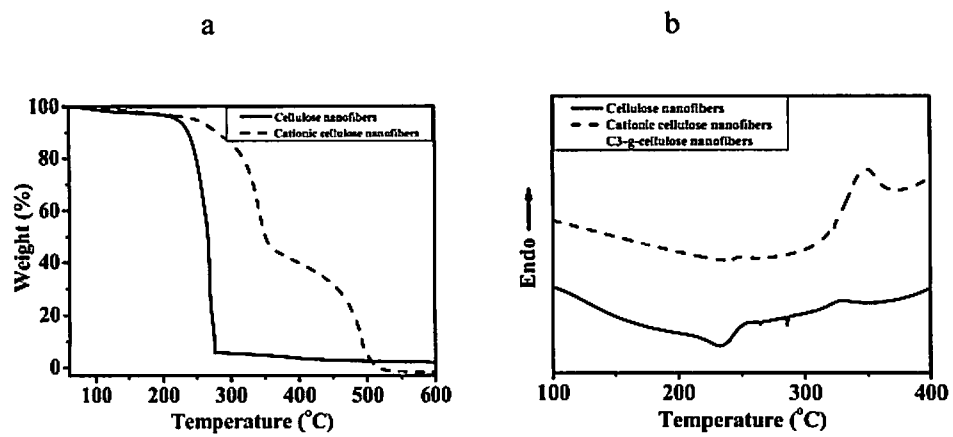 a
b
100
80
60
40
20
0
Weight (%)
Cellulose nanofibers
Cationic cellulose nanofibers
100 200 300 400 500 600
Temperature (°C)
Endo
Cellulose nanofibers
Cationic cellulose nanofibers
C3-g-cellulose nanofibers
100 200 300 400
Temperature (°C)